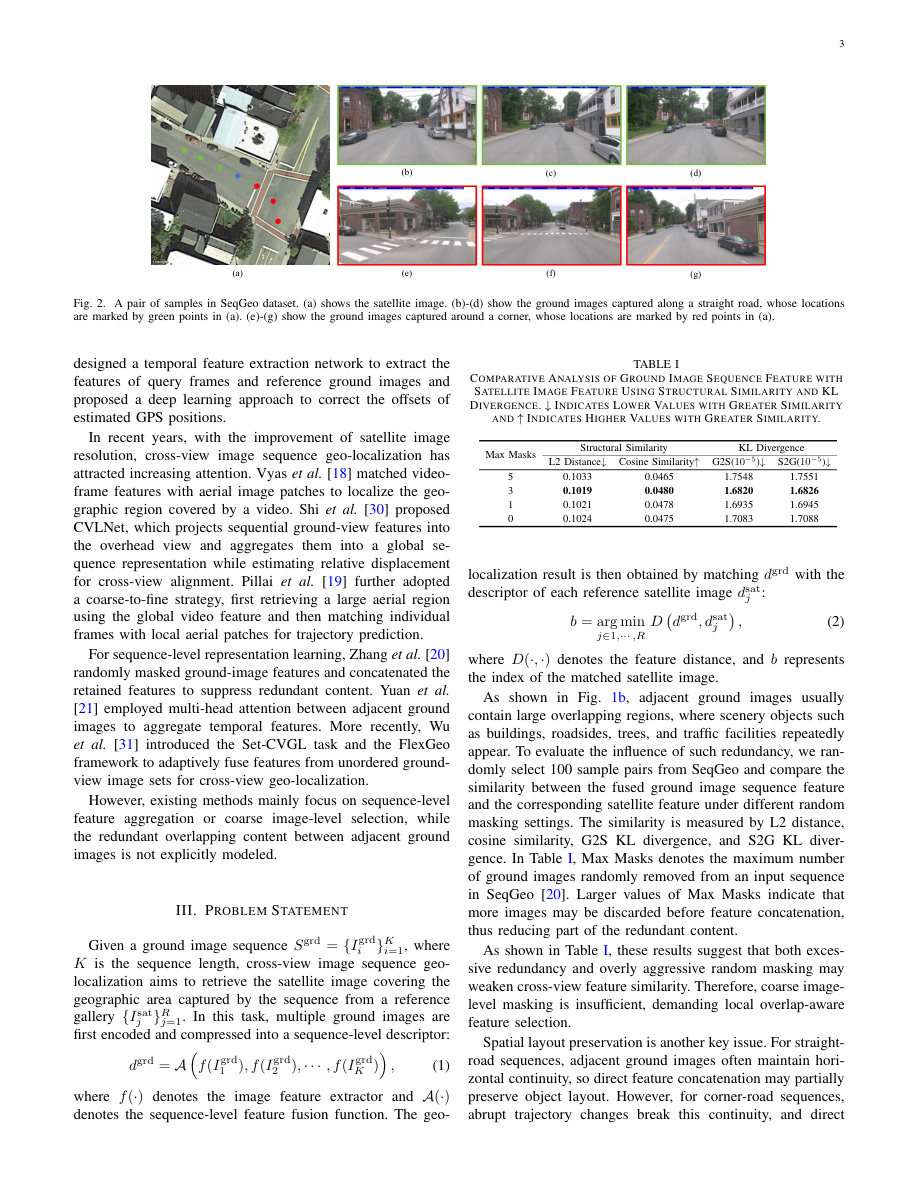 3
(a)
(b)
(c)
(d)
(e)
(f)
(g)
Fig. 2. A pair of samples in SeqGeo dataset. (a) shows the satellite image. (b)-(d) show the ground images captured along a straight road, whose locations
are marked by green points in (a). (e)-(g) show the ground images captured around a corner, whose locations are marked by red points in (a).
designed a temporal feature extraction network to extract the
features of query frames and reference ground images and
proposed a deep learning approach to correct the offsets of
estimated GPS positions.
In recent years, with the improvement of satellite image
resolution, cross-view image sequence geo-localization has
attracted increasing attention. Vyas et al. [18] matched video-
frame features with aerial image patches to localize the geo-
graphic region covered by a video. Shi et al. [30] proposed
CVLNet, which projects sequential ground-view features into
the overhead view and aggregates them into a global se-
quence representation while estimating relative displacement
for cross-view alignment. Pillai et al. [19] further adopted
a coarse-to-fine strategy, first retrieving a large aerial region
using the global video feature and then matching individual
frames with local aerial patches for trajectory prediction.
For sequence-level representation learning, Zhang et al. [20]
randomly masked ground-image features and concatenated the
retained features to suppress redundant content. Yuan et al.
[21] employed multi-head attention between adjacent ground
images to aggregate temporal features. More recently, Wu
et al. [31] introduced the Set-CVGL task and the FlexGeo
framework to adaptively fuse features from unordered ground-
view image sets for cross-view geo-localization.
However, existing methods mainly focus on sequence-level
feature aggregation or coarse image-level selection, while
the redundant overlapping content between adjacent ground
images is not explicitly modeled.
III. PROBLEM STATEMENT
Given a ground image sequence S^grd = {I_i^grd}_{i=1}^K, where
K is the sequence length, cross-view image sequence geo-
localization aims to retrieve the satellite image covering the
geographic area captured by the sequence from a reference
gallery {I_j^sat}_{j=1}^R. In this task, multiple ground images are
first encoded and compressed into a sequence-level descriptor:
d^grd = A(f(I_1^grd), f(I_2^grd), ⋯ , f(I_K^grd)), (1)
where f(·) denotes the image feature extractor and A(·)
denotes the sequence-level feature fusion function. The geo-
TABLE I
COMPARATIVE ANALYSIS OF GROUND IMAGE SEQUENCE FEATURE WITH
SATELLITE IMAGE FEATURE USING STRUCTURAL SIMILARITY AND KL
DIVERGENCE. ↓ INDICATES LOWER VALUES WITH GREATER SIMILARITY
AND ↑ INDICATES HIGHER VALUES WITH GREATER SIMILARITY.
Max Masks Structural Similarity KL Divergence
L2 Distance↓ Cosine Similarity↑ G2S(10^−5)↓ S2G(10^−5)↓
5 0.1033 0.0465 1.7548 1.7551
3 0.1019 0.0480 1.6820 1.6826
1 0.1021 0.0478 1.6935 1.6945
0 0.1024 0.0475 1.7083 1.7088
localization result is then obtained by matching d^grd with the
descriptor of each reference satellite image d_j^sat:
b = arg min_{j∈1,⋯ ,R} D(d^grd, d_j^sat), (2)
where D(·, ·) denotes the feature distance, and b represents
the index of the matched satellite image.
As shown in Fig. 1b, adjacent ground images usually
contain large overlapping regions, where scenery objects such
as buildings, roadsides, trees, and traffic facilities repeatedly
appear. To evaluate the influence of such redundancy, we ran-
domly select 100 sample pairs from SeqGeo and compare the
similarity between the fused ground image sequence feature
and the corresponding satellite feature under different random
masking settings. The similarity is measured by L2 distance,
cosine similarity, G2S KL divergence, and S2G KL diver-
gence. In Table I, Max Masks denotes the maximum number
of ground images randomly removed from an input sequence
in SeqGeo [20]. Larger values of Max Masks indicate that
more images may be discarded before feature concatenation,
thus reducing part of the redundant content.
As shown in Table I, these results suggest that both exces-
sive redundancy and overly aggressive random masking may
weaken cross-view feature similarity. Therefore, coarse image-
level masking is insufficient, demanding local overlap-aware
feature selection.
Spatial layout preservation is another key issue. For straight-
road sequences, adjacent ground images often maintain hori-
zontal continuity, so direct feature concatenation may partially
preserve object layout. However, for corner-road sequences,
abrupt trajectory changes break this continuity, and direct